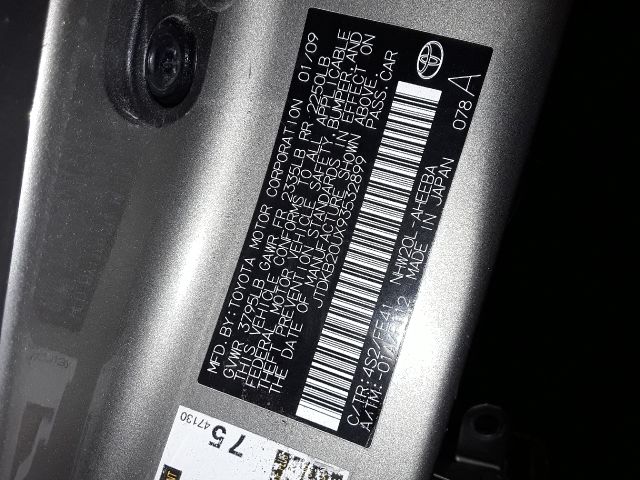 MFD. BY: TOYOTA MOTOR CORPORATION 01/09
GVWR 3795LB GAWR FR 2335LB RR 2250LB
THIS VEHICLE CONFORMS TO ALL APPLICABLE
FEDERAL MOTOR VEHICLE SAFETY, BUMPER, AND
THEFT PREVENTION STANDARDS IN EFFECT ON
THE DATE OF MANUFACTURE SHOWN ABOVE.
JTDKB20UX93532899 PASS. CAR
C/TR: 4S2/FE41 NHW20L-AHEEBA
A/TM: MADE IN JAPAN
078 A
75
47130